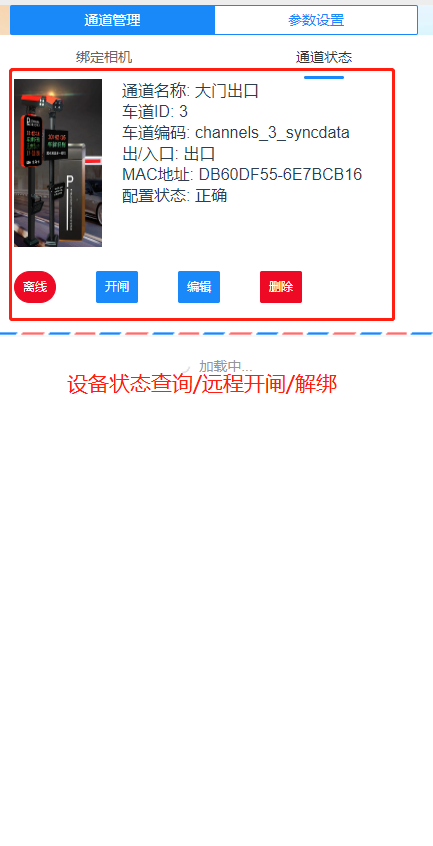 通道管理
参数设置
绑定相机
通道状态
通道名称: 大门出口
车道ID: 3
车道编码: channels_3_syncdata
出/入口: 出口
MAC地址: DB60DF55-6E7BCB16
配置状态: 正确
离线
开闸
编辑
删除
加载中...
设备状态查询/远程开闸/解绑